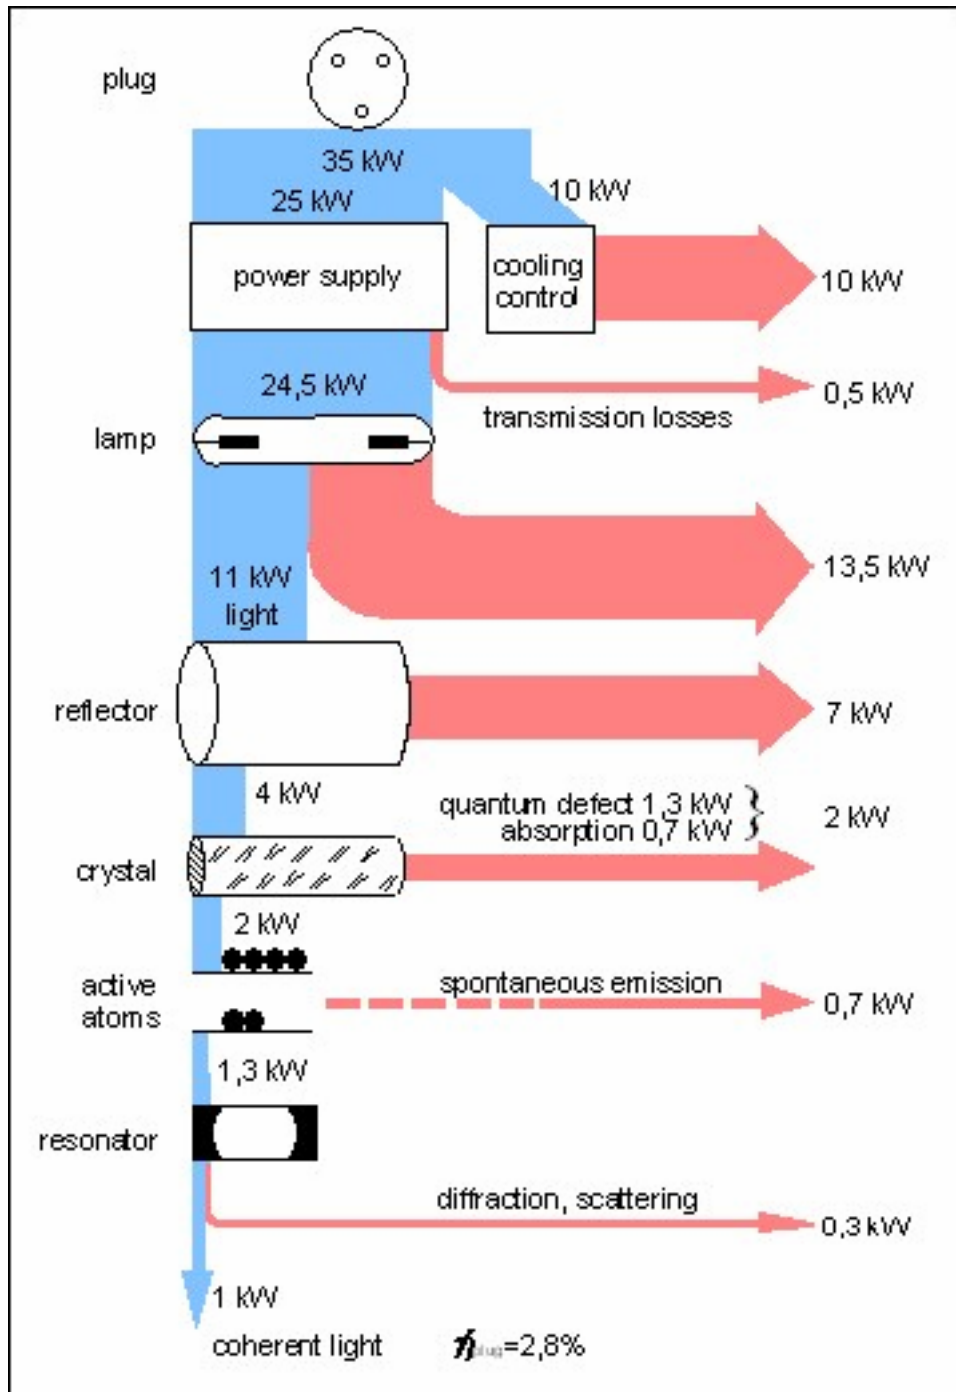 plug
35 kW
10 kW
25 kW
power supply
cooling
control
10 kW
24,5 kW
0,5 kW
transmission losses
lamp
13,5 kW
11 kW
light
reflector
7 kW
4 kW
quantum defect 1,3 kW
absorption 0,7 kW
} 2 kW
crystal
2 kW
active
atoms
spontaneous emission
0,7 kW
1,3 kW
resonator
diffraction, scattering
0,3 kW
1 kW
coherent light
ηplug=2,8%